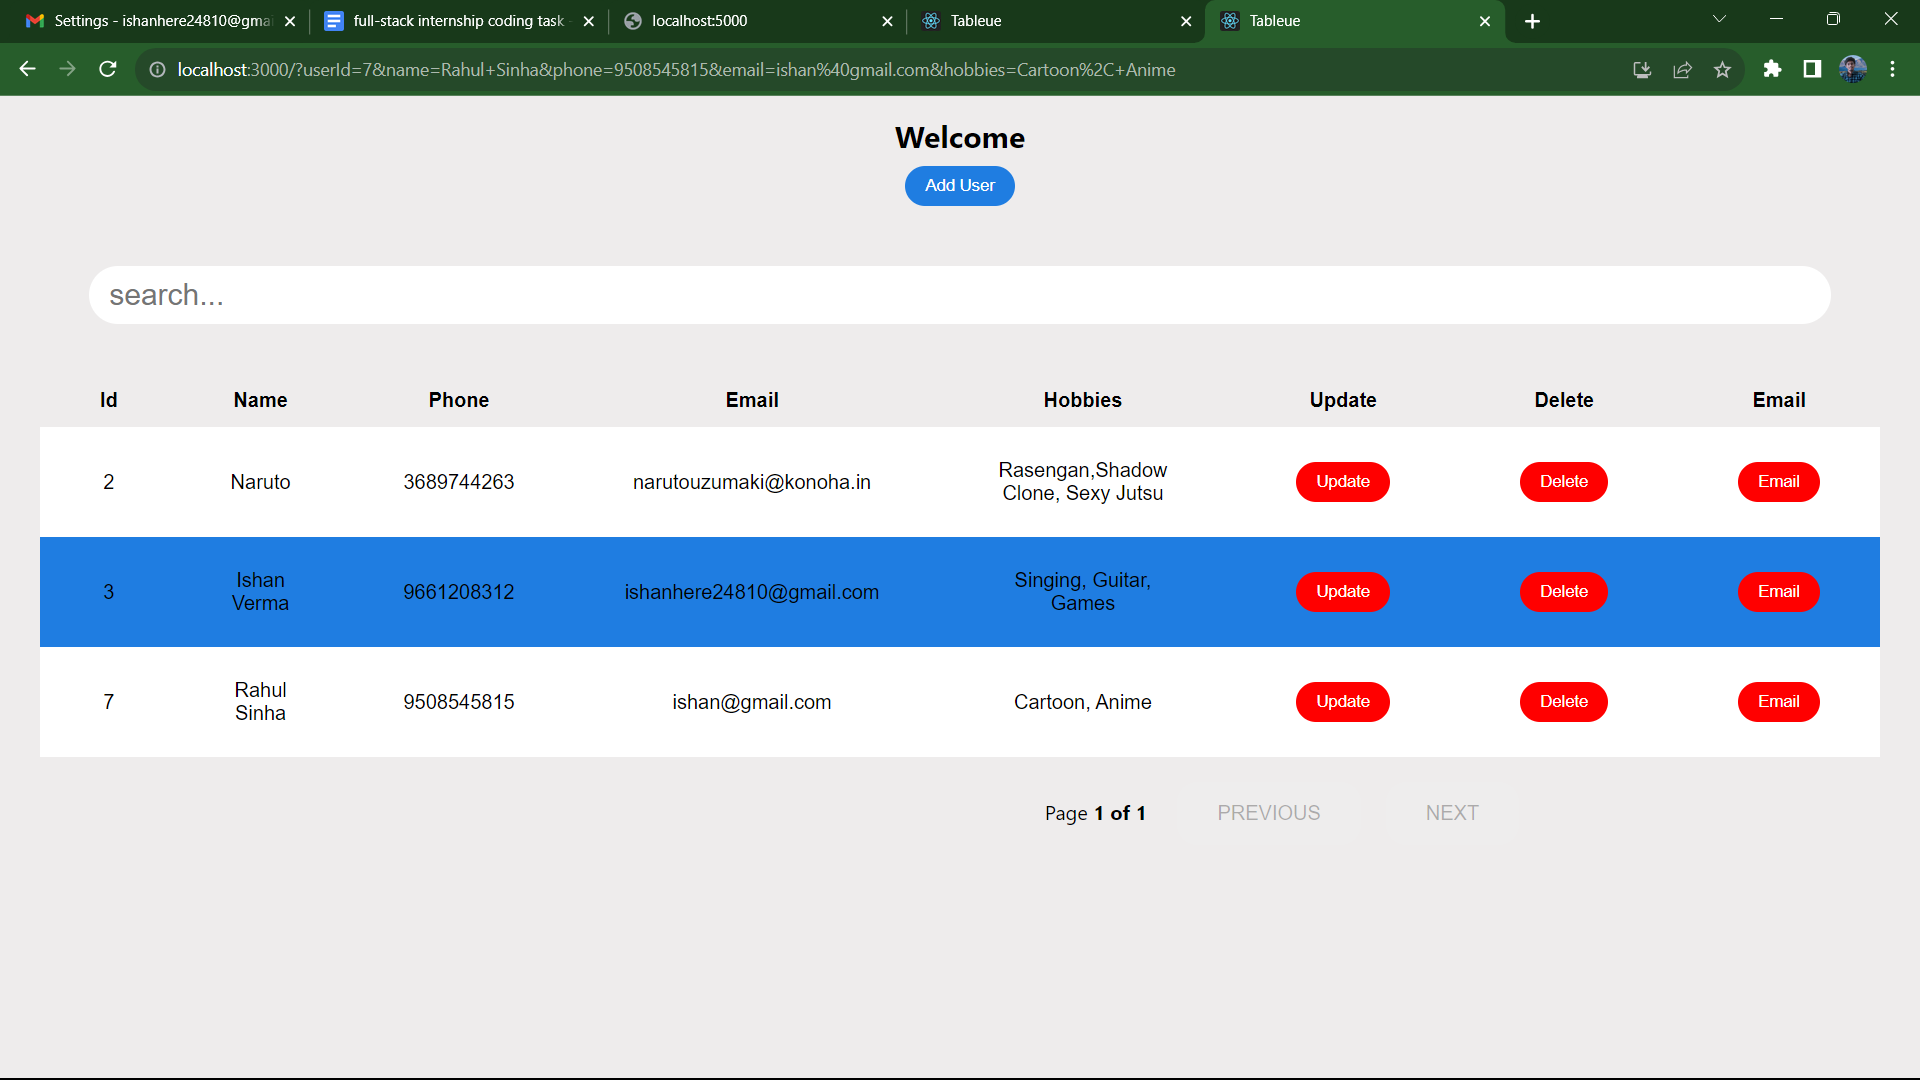 Settings - ishanhere24810@gmai
full-stack internship coding task
localhost:5000
Tableue
Tableue
localhost:3000/?userId=7&name=Rahul+Sinha&phone=9508545815&email=ishan%40gmail.com&hobbies=Cartoon%2C+Anime
Welcome
Add User
search...
Id Name Phone Email Hobbies Update Delete Email
2 Naruto 3689744263 narutouzumaki@konoha.in Rasengan,Shadow
Clone, Sexy Jutsu Update Delete Email
3 Ishan
Verma 9661208312 ishanhere24810@gmail.com Singing, Guitar,
Games Update Delete Email
7 Rahul
Sinha 9508545815 ishan@gmail.com Cartoon, Anime Update Delete Email
Page 1 of 1 PREVIOUS NEXT